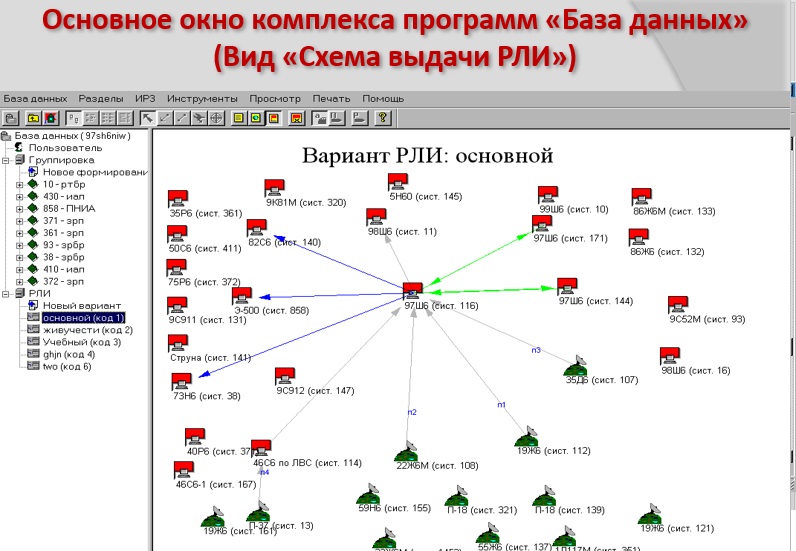 Основное окно комплекса программ «База данных»
(Вид «Схема выдачи РЛИ»)
База данных Разделы ИРЗ Инструменты Просмотр Печать Помощь
База данных ( 97sh6niw )
Пользователь
Группировка
Новое формировани
10 - ртбр
430 - иап
858 - ПНИА
371 - зрп
361 - зрп
93 - зрбр
38 - зрбр
410 - иап
372 - зрп
РЛИ
Новый вариант
основной (код 1)
живучести (код 2)
Учебный (код 3)
ghjn (код 4)
two (код 6)
Вариант РЛИ: основной
35Р6 (сист. 361)
9К81М (сист. 320)
5Н60 (сист. 145)
99Ш6 (сист. 10)
86Ж6М (сист. 133)
50С6 (сист. 411)
82С6 (сист. 140)
98Ш6 (сист. 11)
97Ш6 (сист. 171)
86Ж6 (сист. 132)
75Р6 (сист. 372)
Э-500 (сист. 858)
97Ш6 (сист. 116)
97Ш6 (сист. 144)
9С52М (сист. 93)
9С911 (сист. 131)
Струна (сист. 141)
98Ш6 (сист. 16)
73Н6 (сист. 38)
9С912 (сист. 147)
п3
35Д6 (сист. 107)
п2
п1
40Р6 (сист. 37
46С6 по ЛВС (сист. 114)
22Ж6М (сист. 108)
19Ж6 (сист. 112)
46С6-1 (сист. 167)
п4
59Н6 (сист. 155)
П-18 (сист. 321)
П-18 (сист. 139)
19Ж6 (сист. 161)
П-37 (сист. 13)
19Ж6 (сист. 121)
55Ж6 (сист. 137)